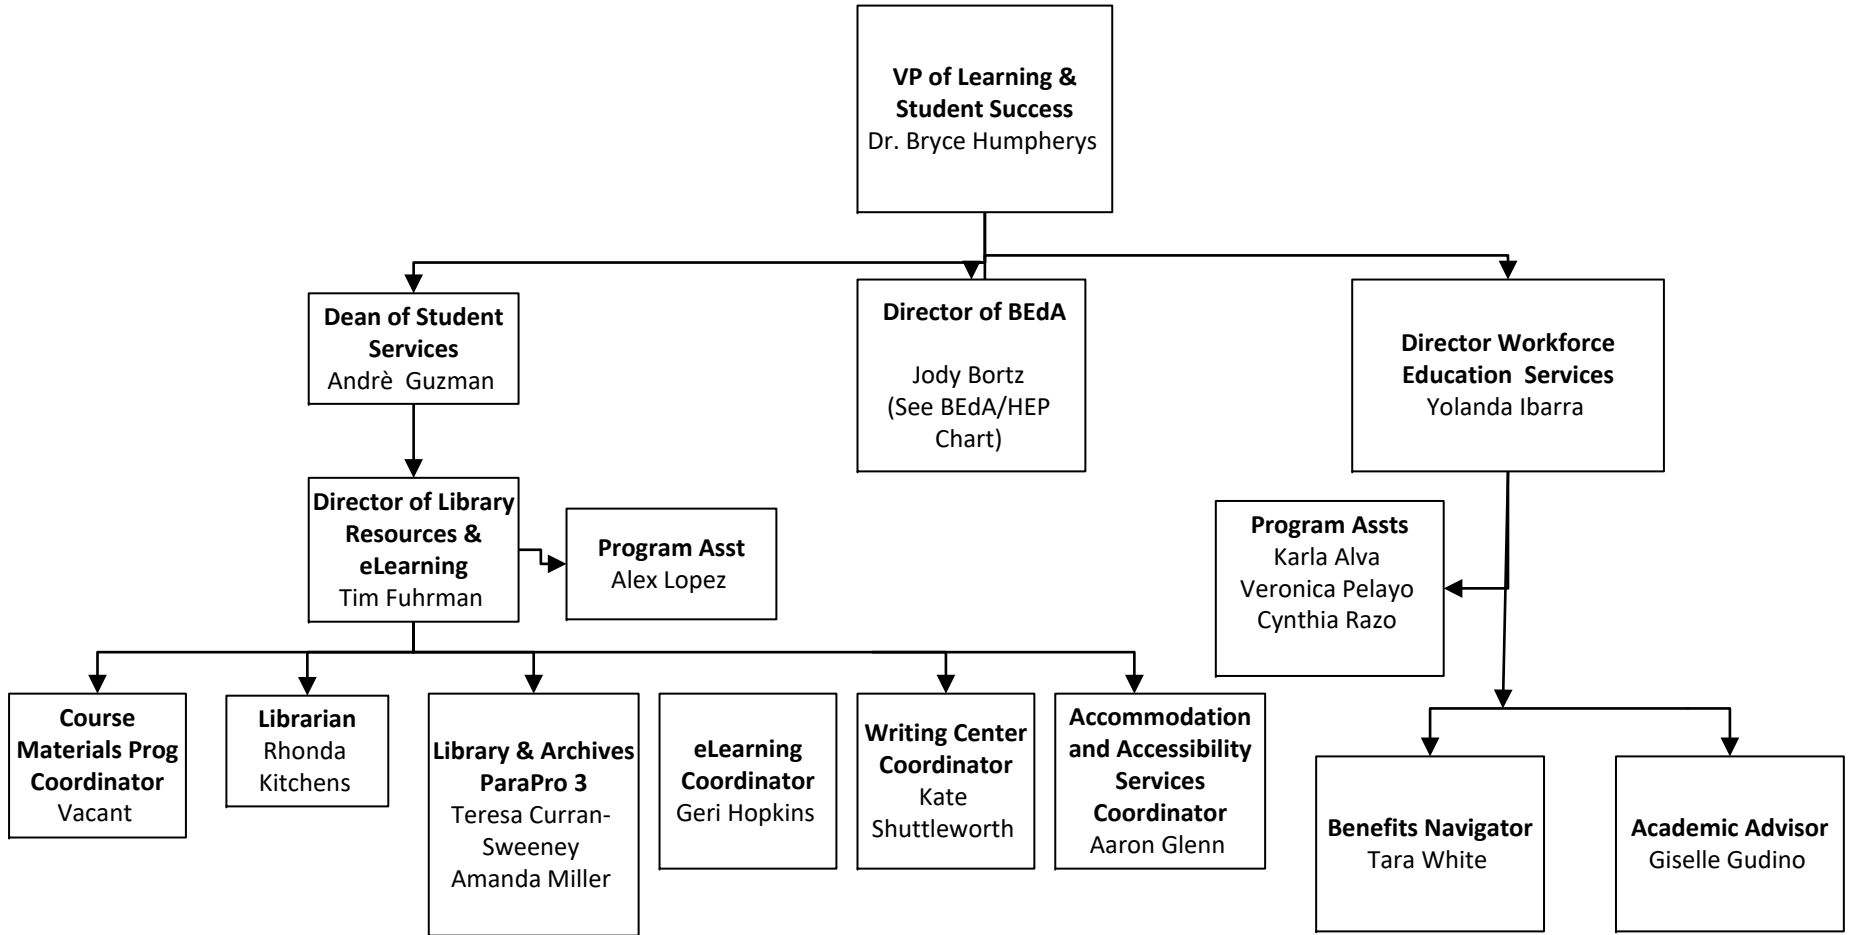 VP of Learning &
Student Success
Dr. Bryce Humpherys
Dean of Student
Services
Andrè  Guzman
Director of BEdA
Jody Bortz
(See BEdA/HEP
Chart)
Director Workforce
Education  Services
Yolanda Ibarra
Director of Library
Resources &
eLearning
Tim Fuhrman
Program Asst
Alex Lopez
Program Assts
Karla Alva
Veronica Pelayo
Cynthia Razo
Course
Materials Prog
Coordinator
Vacant
Librarian
Rhonda
Kitchens
Library & Archives
ParaPro 3
Teresa Curran-
Sweeney
Amanda Miller
eLearning
Coordinator
Geri Hopkins
Writing Center
Coordinator
Kate
Shuttleworth
Accommodation
and Accessibility
Services
Coordinator
Aaron Glenn
Benefits Navigator
Tara White
Academic Advisor
Giselle Gudino